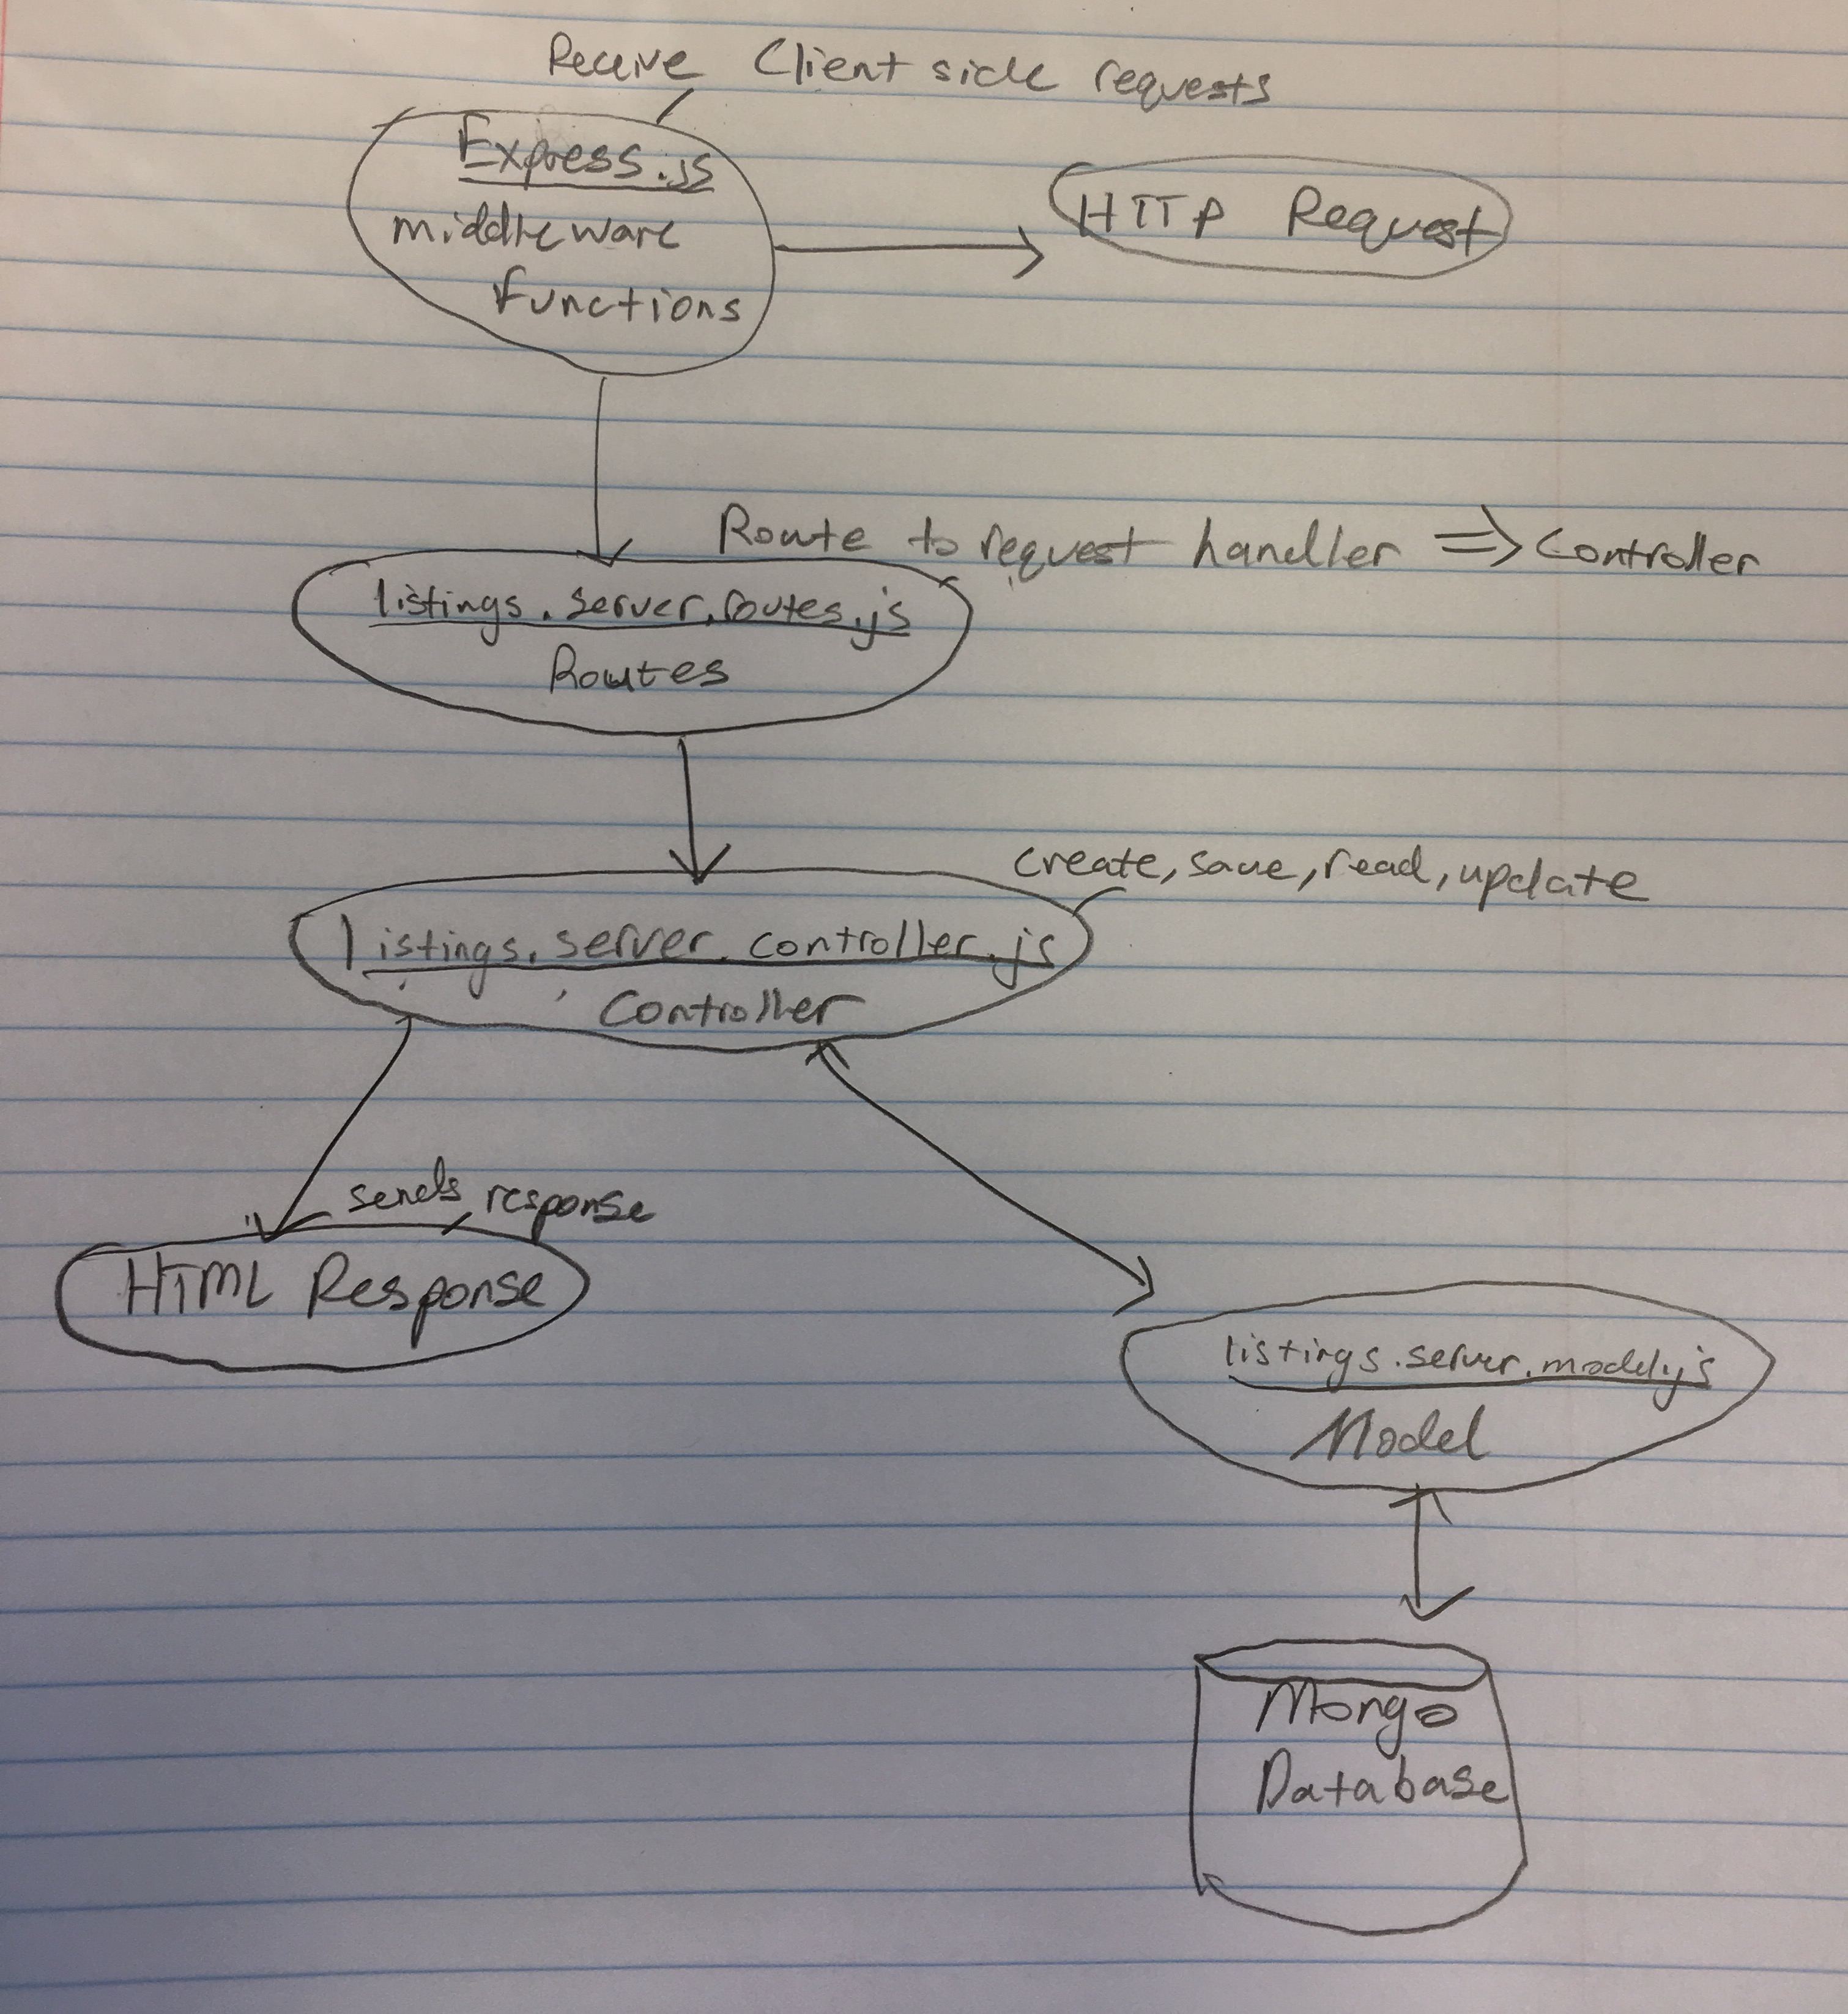 Receive Client side requests
Express.js
middleware
functions
HTTP Request
Route to request handler => Controller
listings.server.routes.js
Routes
create, save, read, update
listings.server.controller.js
Controller
sends response
HTML Response
listings.server.model.js
Model
Mongo
Database